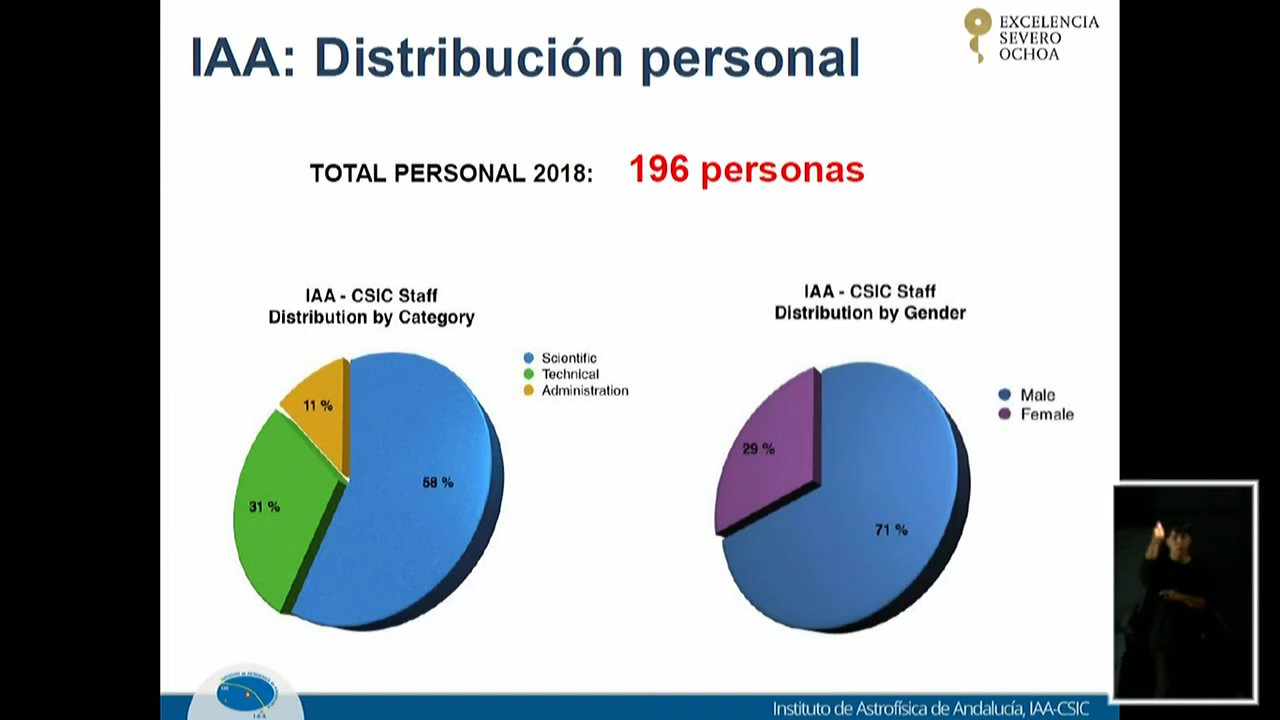 IAA: Distribución personal
EXCELENCIA
SEVERO
OCHOA
TOTAL PERSONAL 2018: 196 personas
IAA - CSIC Staff
Distribution by Category
Scientific
Technical
Administration
11 %
58 %
31 %
IAA - CSIC Staff
Distribution by Gender
Male
Female
29 %
71 %
IAA
Instituto de Astrofísica de Andalucía, IAA-CSIC